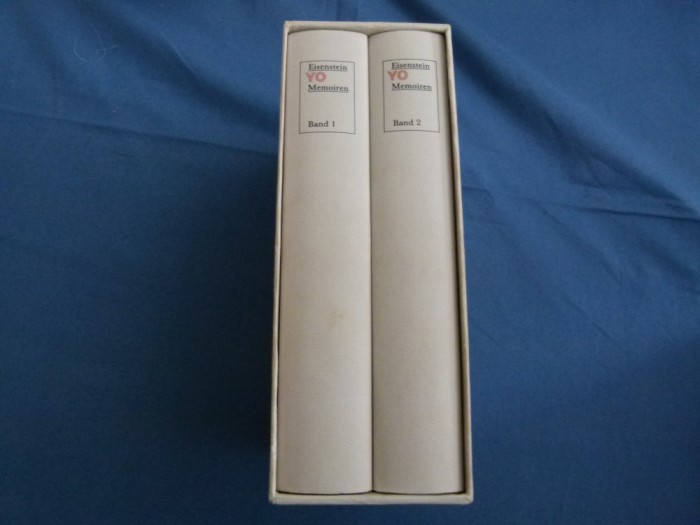 Eisenstein
YO
Memoiren
Band 1
Eisenstein
YO
Memoiren
Band 2